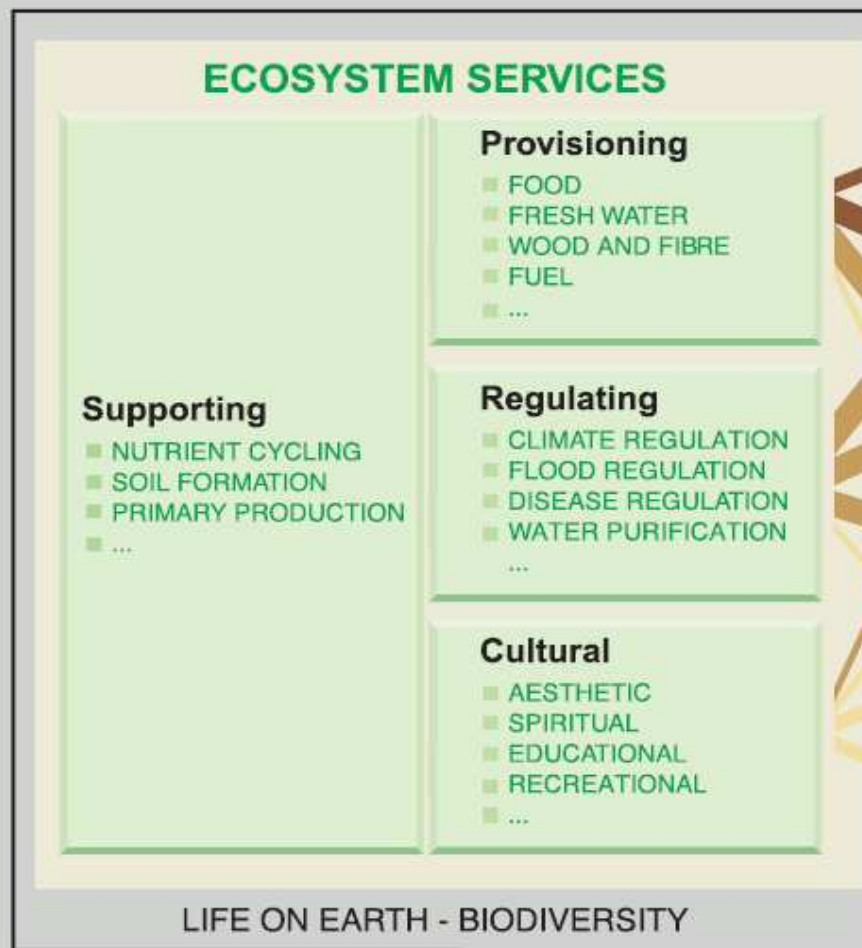 ECOSYSTEM SERVICES
Supporting
NUTRIENT CYCLING
SOIL FORMATION
PRIMARY PRODUCTION
...
Provisioning
FOOD
FRESH WATER
WOOD AND FIBRE
FUEL
...
Regulating
CLIMATE REGULATION
FLOOD REGULATION
DISEASE REGULATION
WATER PURIFICATION
...
Cultural
AESTHETIC
SPIRITUAL
EDUCATIONAL
RECREATIONAL
...
LIFE ON EARTH - BIODIVERSITY